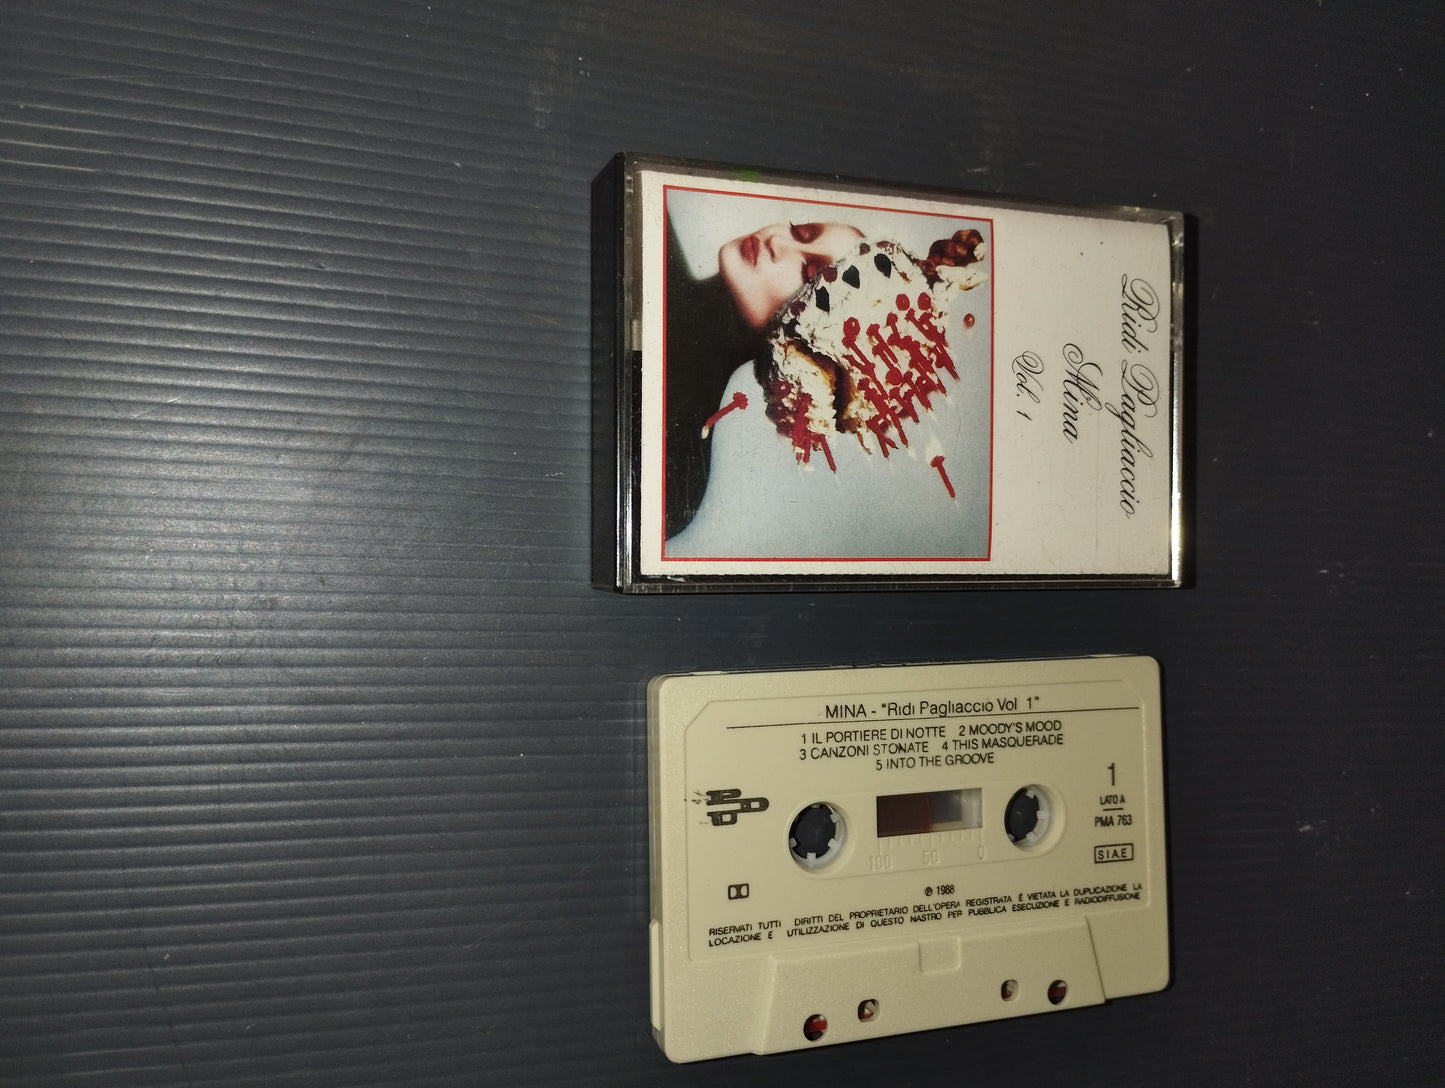 Ridi Pagliaccio
Mina
Vol. 1
MINA - "Ridi Pagliaccio Vol 1"
1 IL PORTIERE DI NOTTE 2 MOODY'S MOOD
3 CANZONI STONATE 4 THIS MASQUERADE
5 INTO THE GROOVE
1
LATO A
PMA 763
S I A E
100 50 0
℗ 1988
RISERVATI TUTTI DIRITTI DEL PROPRIETARIO DELL'OPERA REGISTRATA È VIETATA LA DUPLICAZIONE LA
LOCAZIONE E UTILIZZAZIONE DI QUESTO NASTRO PER PUBBLICA ESECUZIONE E RADIODIFFUSIONE